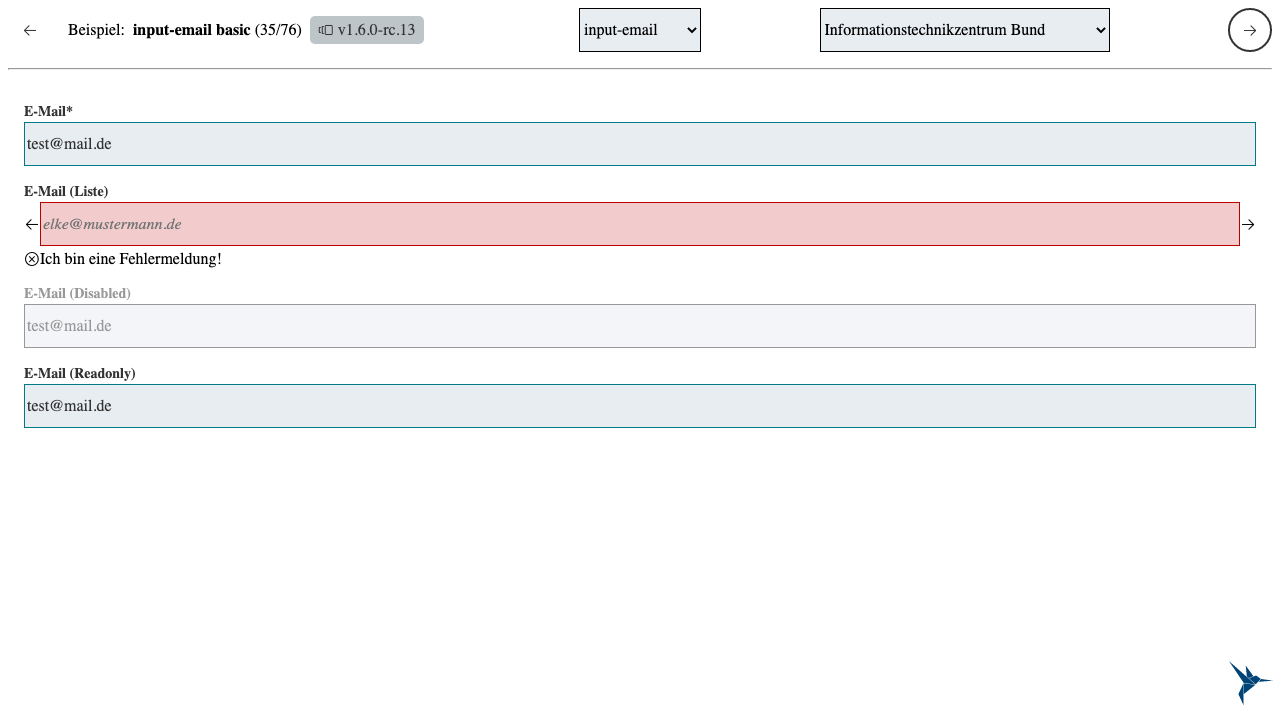 Beispiel: input-email basic (35/76) v1.6.0-rc.13 input-email Informationstechnikzentrum Bund
E-Mail*
test@mail.de
E-Mail (Liste)
elke@mustermann.de
Ich bin eine Fehlermeldung!
E-Mail (Disabled)
test@mail.de
E-Mail (Readonly)
test@mail.de